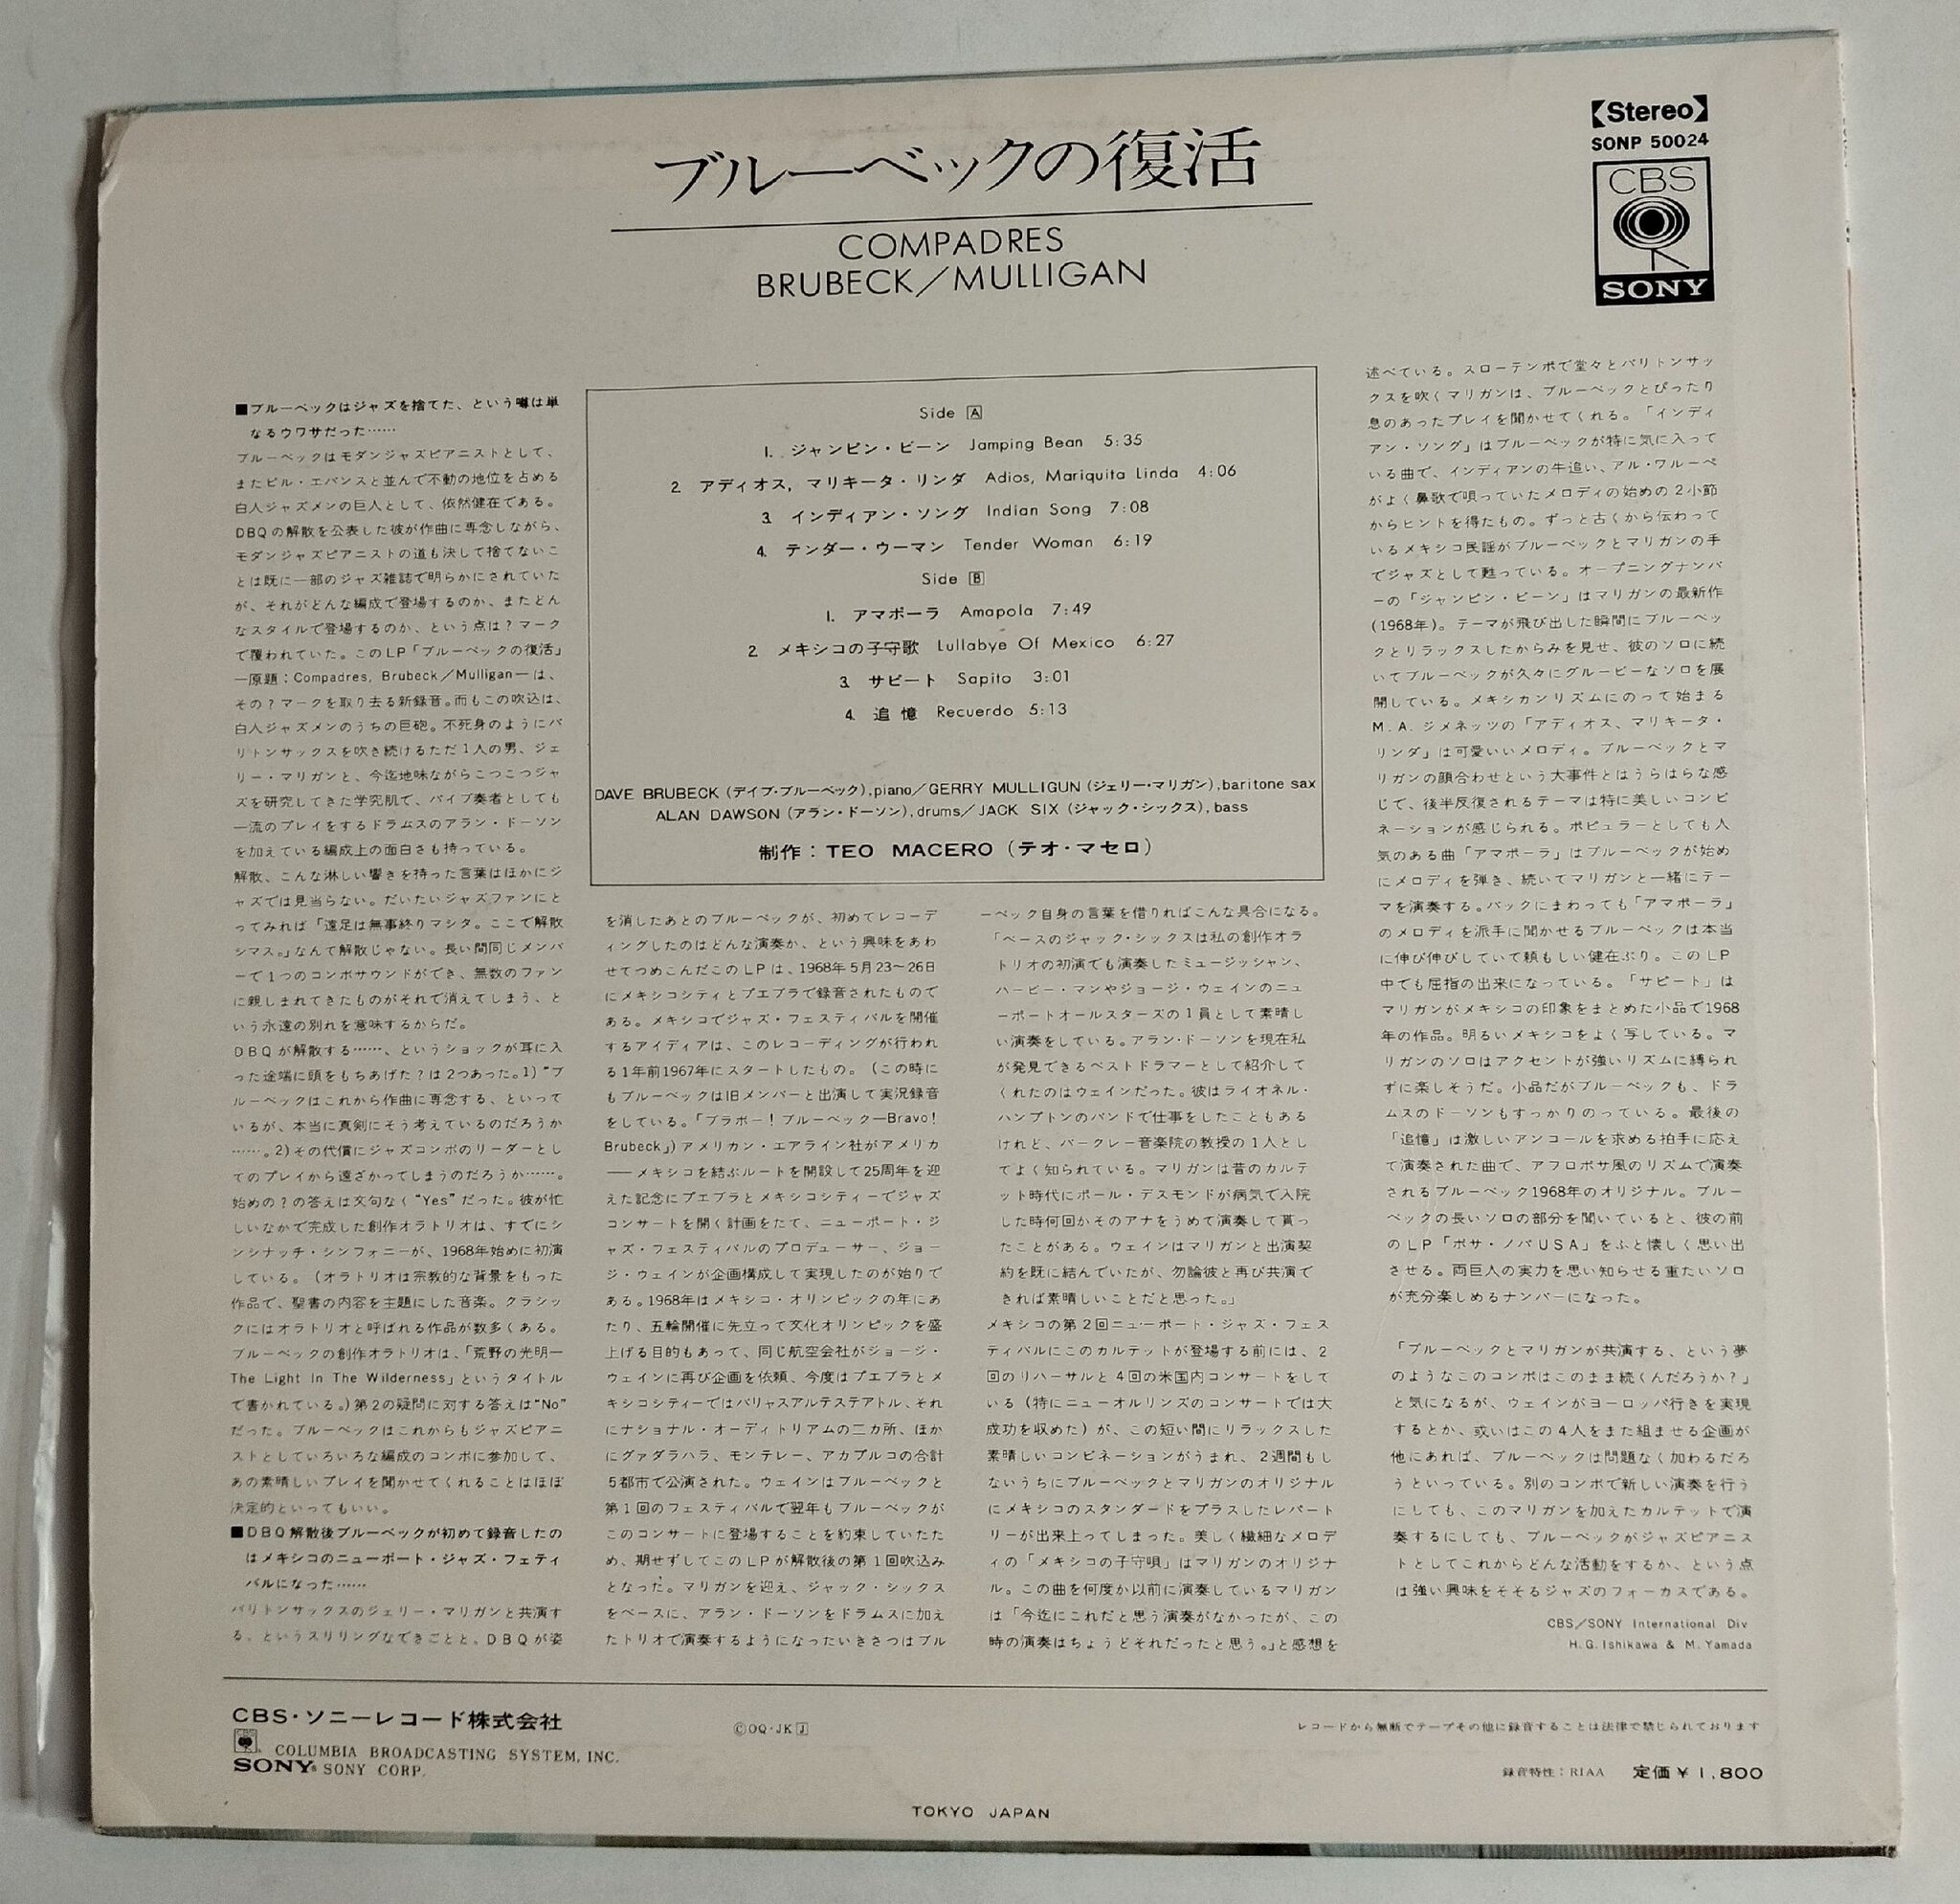 【Stereo】
SONP 50024
CBS
SONY
ブルーベックの復活
COMPADRES
BRUBECK／MULLIGAN
■ブルーベックはジャズを捨てた、という噂は単
なるウワサだった……
ブルーベックはモダンジャズピアニストとして、
またビル・エバンスと並んで不動の地位を占める
白人ジャズメンの巨人として、依然健在である。
DBQの解散を公表した彼が作曲に専念しながら、
モダンジャズピアニストの道も決して捨てないこ
とは既に一部のジャズ雑誌で明らかにされていた
が、それがどんな編成で登場するのか、またどん
なスタイルで登場するのか、という点は？マーク
で覆われていた。このLP「ブルーベックの復活」
―原題：Compadres, Brubeck／Mulligan―は、
その？マークを取り去る新録音。而もこの吹込は、
白人ジャズメンのうちの巨砲。不死身のようにバ
リトンサックスを吹き続けるただ1人の男、ジェ
リー・マリガンと、今迄地味ながらこつこつジャ
ズを研究してきた学究肌で、バイブ奏者としても
一流のプレイをするドラムスのアラン・ドーソン
を加えている編成上の面白さも持っている。
解散、こんな淋しい響きを持った言葉はほかにジ
ャズでは見当らない。だいたいジャズファンにと
ってみれば「遠足は無事終りマシタ。ここで解散
シマス。」なんて解散じゃない。長い間同じメンバ
ーで1つのコンボサウンドができ、無数のファン
に親しまれてきたものがそれで消えてしまう、と
いう永遠の別れを意味するからだ。
DBQが解散する……、というショックが耳に入
った途端に頭をもちあげた？は2つあった。1)"ブ
ルーベックはこれから作曲に専念する、といって
いるが、本当に真剣にそう考えているのだろうか
……。2)その代償にジャズコンボのリーダーとし
てのプレイから遠ざかってしまうのだろうか……。
始めの？の答えは文句なく"Yes"だった。彼が忙
しいなかで完成した創作オラトリオは、すでにシ
ンシナッチ・シンフォニーが、1968年始めに初演
している。（オラトリオは宗教的な背景をもった
作品で、聖書の内容を主題にした音楽。クラシッ
クにはオラトリオと呼ばれる作品が数多くある。
ブルーベックの創作オラトリオは、「荒野の光明―
The Light In The Wilderness」というタイトル
で書かれている。）第2の疑問に対する答えは"No"
だった。ブルーベックはこれからもジャズピアニ
ストとしていろいろな編成のコンボに参加して、
あの素晴しいプレイを聞かせてくれることはほぼ
決定的といってもいい。
■DBQ解散後ブルーベックが初めて録音したの
はメキシコのニューポート・ジャズ・フェティ
バルになった……
バリトンサックスのジェリー・マリガンと共演す
る、というスリリングなできごとと、DBQが姿
Side A
1. ジャンピン・ビーン Jamping Bean 5:35
2. アディオス, マリキータ・リンダ Adios, Mariquita Linda 4:06
3. インディアン・ソング Indian Song 7:08
4. テンダー・ウーマン Tender Woman 6:19
Side B
1. アマポーラ Amapola 7:49
2. メキシコの子守歌 Lullabye Of Mexico 6:27
3. サピート Sapito 3:01
4. 追 憶 Recuerdo 5:13
DAVE BRUBECK（デイブ・ブルーベック）,piano／GERRY MULLIGUN（ジェリー・マリガン）,baritone sax
ALAN DAWSON（アラン・ドーソン）,drums／JACK SIX（ジャック・シックス）,bass
制作：TEO MACERO（テオ・マセロ）
を消したあとのブルーベックが、初めてレコーデ
ィングしたのはどんな演奏か、という興味をあわ
せてつめこんだこのLPは、1968年5月23〜26日
にメキシコシティとプエブラで録音されたもので
ある。メキシコでジャズ・フェスティバルを開催
するアイディアは、このレコーディングが行われ
る1年前1967年にスタートしたもの。（この時に
もブルーベックは旧メンバーと出演して実況録音
をしている。「ブラボー！ブルーベック―Bravo!
Brubeck」）アメリカン・エアライン社がアメリカ
――メキシコを結ぶルートを開設して25周年を迎
えた記念にプエブラとメキシコシティーでジャズ
コンサートを開く計画をたて、ニューポート・ジ
ャズ・フェスティバルのプロデューサー、ジョー
ジ・ウェインが企画構成して実現したのが始りで
ある。1968年はメキシコ・オリンピックの年にあ
たり、五輪開催に先立って文化オリンピックを盛
上げる目的もあって、同じ航空会社がジョージ・
ウェインに再び企画を依頼、今度はプエブラとメ
キシコシティーではバリャスアルテステアトル、それ
にナショナル・オーディトリアムの二カ所、ほか
にグァダラハラ、モンテレー、アカプルコの合計
5都市で公演された。ウェインはブルーベックと
第1回のフェスティバルで翌年もブルーベックが
このコンサートに登場することを約束していたた
め、期せずしてこのLPが解散後の第1回吹込み
となった。マリガンを迎え、ジャック・シックス
をベースに、アラン・ドーソンをドラムスに加え
たトリオで演奏するようになったいきさつはブル
ーベック自身の言葉を借りればこんな具合になる。
「ベースのジャック・シックスは私の創作オラ
トリオの初演でも演奏したミュージッシャン、
ハービー・マンやジョージ・ウェインのニュ
ーポートオールスターズの1員として素晴し
い演奏をしている。アラン・ドーソンを現在私
が発見できるベストドラマーとして紹介して
くれたのはウェインだった。彼はライオネル・
ハンプトンのバンドで仕事をしたこともある
けれど、バークレー音楽院の教授の1人とし
てよく知られている。マリガンは昔のカルテ
ット時代にポール・デスモンドが病気で入院
した時何回かそのアナをうめて演奏して貰っ
たことがある。ウェインはマリガンと出演契
約を既に結んでいたが、勿論彼と再び共演で
きれば素晴しいことだと思った。」
メキシコの第2回ニューポート・ジャズ・フェス
ティバルにこのカルテットが登場する前には、2
回のリハーサルと4回の米国内コンサートをして
いる（特にニューオルリンズのコンサートでは大
成功を収めた）が、この短い間にリラックスした
素晴しいコンビネーションがうまれ、2週間もし
ないうちにブルーベックとマリガンのオリジナル
にメキシコのスタンダードをプラスしたレパート
リーが出来上ってしまった。美しく繊細なメロデ
ィの「メキシコの子守唄」はマリガンのオリジナ
ル。この曲を何度か以前に演奏しているマリガン
は「今迄にこれだと思う演奏がなかったが、この
時の演奏はちょうどそれだったと思う。」と感想を
述べている。スローテンポで堂々とバリトンサッ
クスを吹くマリガンは、ブルーベックとぴったり
息のあったプレイを聞かせてくれる。「インディ
アン・ソング」はブルーベックが特に気に入って
いる曲で、インディアンの牛追い、アル・ワルーペ
がよく鼻歌で唄っていたメロディの始めの2小節
からヒントを得たもの。ずっと古くから伝わって
いるメキシコ民謡がブルーベックとマリガンの手
でジャズとして甦っている。オープニングナンバ
ーの「ジャンピン・ビーン」はマリガンの最新作
(1968年)。テーマが飛び出した瞬間にブルーベッ
クとリラックスしたからみを見せ、彼のソロに続
いてブルーベックが久々にグルービーなソロを展
開している。メキシカンリズムにのって始まる
M.A.ジメネッツの「アディオス、マリキータ・
リンダ」は可愛いいメロディ。ブルーベックとマ
リガンの顔合わせという大事件とはうらはらな感
じで、後半反復されるテーマは特に美しいコンビ
ネーションが感じられる。ポピュラーとしても人
気のある曲「アマポーラ」はブルーベックが始め
にメロディを弾き、続いてマリガンと一緒にテー
マを演奏する。バックにまわっても「アマポーラ」
のメロディを派手に聞かせるブルーベックは本当
に伸び伸びしていて頼もしい健在ぶり。このLP
中でも屈指の出来になっている。「サピート」は
マリガンがメキシコの印象をまとめた小品で1968
年の作品。明るいメキシコをよく写している。マ
リガンのソロはアクセントが強いリズムに縛られ
ずに楽しそうだ。小品だがブルーベックも、ドラ
ムスのドーソンもすっかりのっている。最後の
「追憶」は激しいアンコールを求める拍手に応え
て演奏された曲で、アフロボサ風のリズムで演奏
されるブルーベック1968年のオリジナル。ブルー
ベックの長いソロの部分を聞いていると、彼の前
のLP「ボサ・ノバUSA」をふと懐しく思い出
させる。両巨人の実力を思い知らせる重たいソロ
が充分楽しめるナンバーになった。
「ブルーベックとマリガンが共演する、という夢
のようなこのコンボはこのまま続くんだろうか？」
と気になるが、ウェインがヨーロッパ行きを実現
するとか、或いはこの4人をまた組ませる企画が
他にあれば、ブルーベックは問題なく加わるだろ
うといっている。別のコンボで新しい演奏を行う
にしても、このマリガンを加えたカルテットで演
奏するにしても、ブルーベックがジャズピアニス
トとしてこれからどんな活動をするか、という点
は強い興味をそそるジャズのフォーカスである。
CBS／SONY International Div
H.G.Ishikawa & M.Yamada
CBS・ソニーレコード株式会社
COLUMBIA BROADCASTING SYSTEM, INC.
SONY SONY CORP.
ⒸOQ・JK J
レコードから無断でテープその他に録音することは法律で禁じられております
録音特性：RIAA 定価￥1,800
TOKYO JAPAN